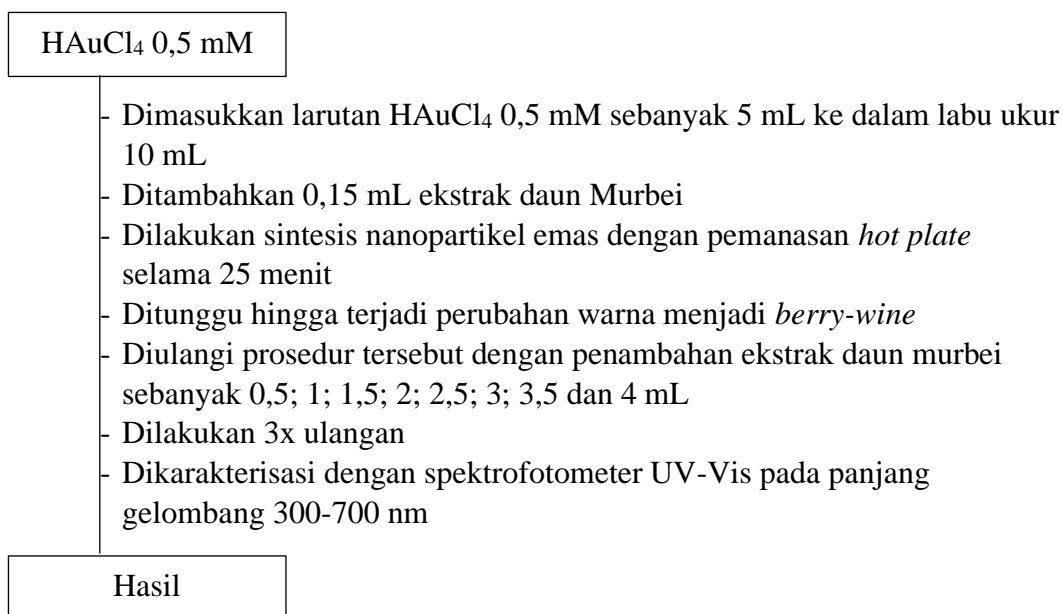 HAuCl₄ 0,5 mM
- Dimasukkan larutan HAuCl₄ 0,5 mM sebanyak 5 mL ke dalam labu ukur
10 mL
- Ditambahkan 0,15 mL ekstrak daun Murbei
- Dilakukan sintesis nanopartikel emas dengan pemanasan hot plate
selama 25 menit
- Ditunggu hingga terjadi perubahan warna menjadi berry-wine
- Diulangi prosedur tersebut dengan penambahan ekstrak daun murbei
sebanyak 0,5; 1; 1,5; 2; 2,5; 3; 3,5 dan 4 mL
- Dilakukan 3x ulangan
- Dikarakterisasi dengan spektrofotometer UV-Vis pada panjang
gelombang 300-700 nm
Hasil